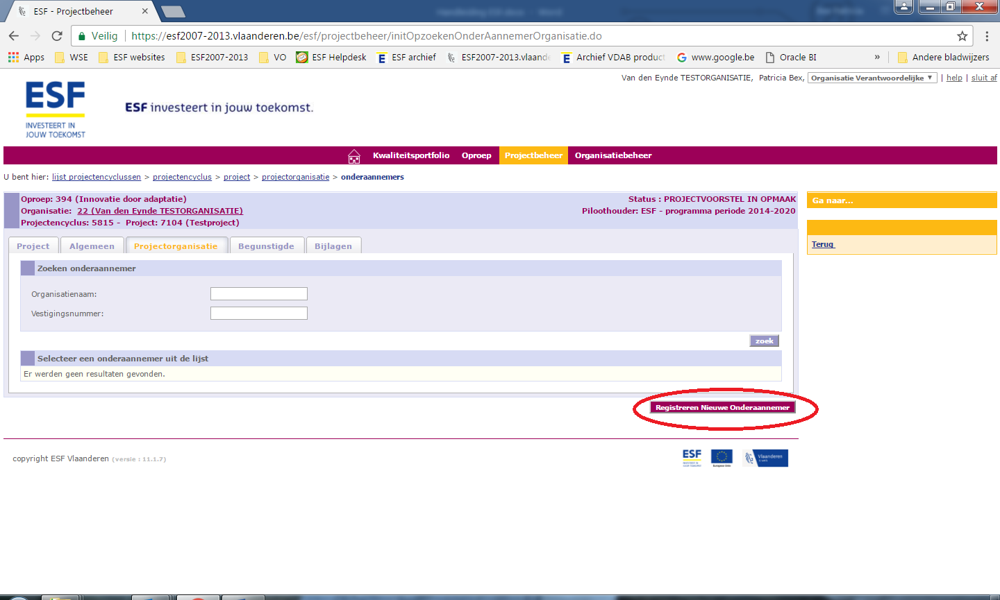 ESF - Projectbeheer
Veilig https://esf2007-2013.vlaanderen.be/esf/projectbeheer/initOpzoekenOnderAannemerOrganisatie.do
Apps WSE ESF websites ESF2007-2013 VO ESF Helpdesk ESF archief ESF2007-2013.vlaande Archief VDAB product www.google.be Oracle BI » Andere bladwijzers
Van den Eynde TESTORGANISATIE, Patricia Bex, Organisatie Verantwoordelijke | help | sluit af
ESF
INVESTEERT IN
JOUW TOEKOMST
ESF investeert in jouw toekomst.
Kwaliteitsportfolio Oproep Projectbeheer Organisatiebeheer
U bent hier: lijst projectencyclussen > projectencyclus > project > projectorganisatie > onderaannemers
Oproep: 394 (Innovatie door adaptatie) Status : PROJECTVOORSTEL IN OPMAAK
Organisatie: 22 (Van den Eynde TESTORGANISATIE) Piloothouder: ESF - programma periode 2014-2020
Projectencyclus: 5815 - Project: 7104 (Testproject)
Ga naar...
Terug
Project Algemeen Projectorganisatie Begunstigde Bijlagen
Zoeken onderaannemer
Organisatienaam:
Vestigingsnummer:
zoek
Selecteer een onderaannemer uit de lijst
Er werden geen resultaten gevonden.
Registreren Nieuwe Onderaannemer
copyright ESF Vlaanderen (versie : 11.1.7)
ESF
Vlaanderen